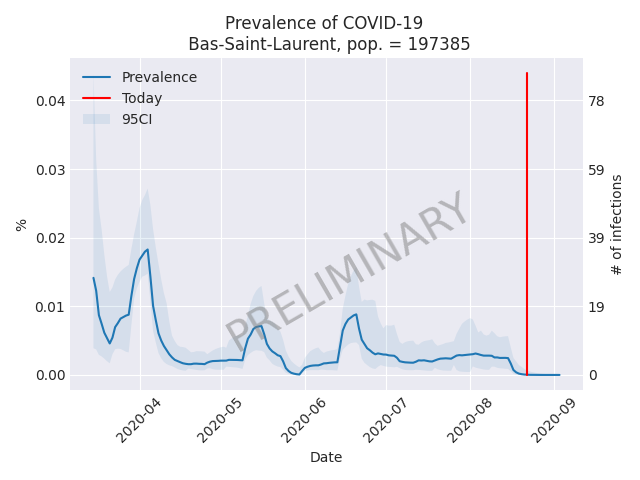 Prevalence of COVID-19
Bas-Saint-Laurent, pop. = 197385
Prevalence
Today
95CI
0.04
0.03
0.02
0.01
0.00
%
78
59
39
19
0
# of infections
PRELIMINARY
2020-04
2020-05
2020-06
2020-07
2020-08
2020-09
Date